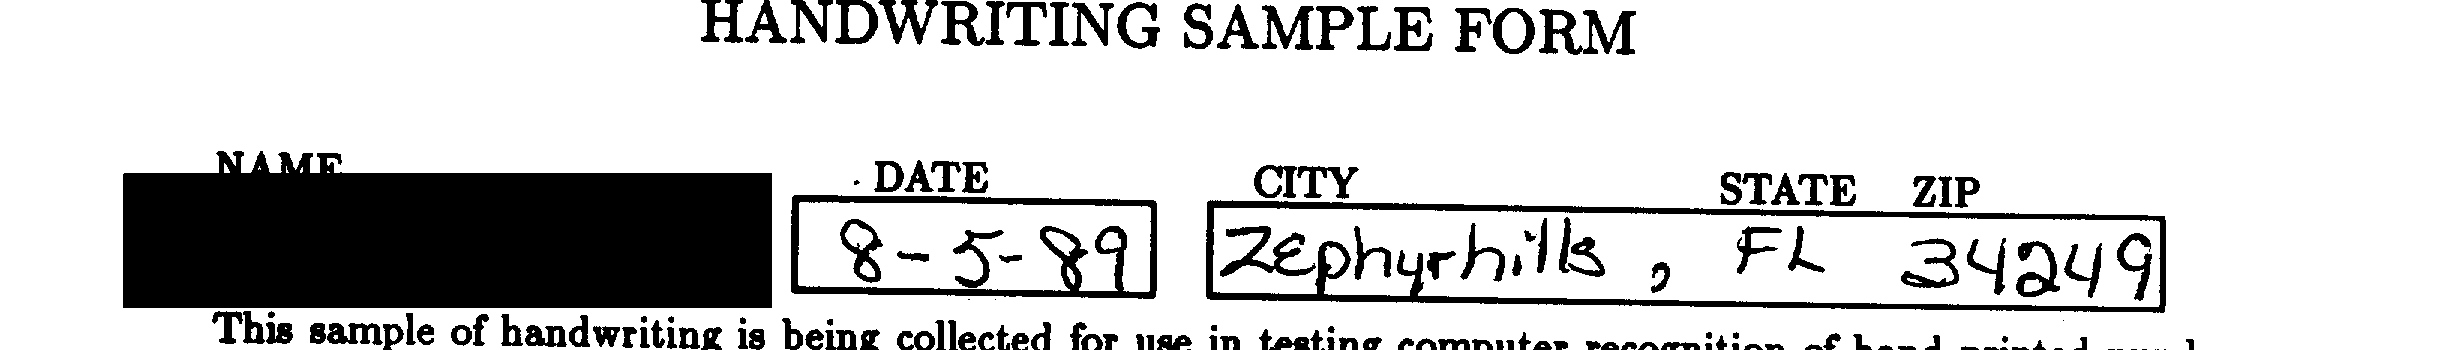 HANDWRITING SAMPLE FORM
NAME
DATE CITY STATE ZIP
8-5-89 Zephyrhills, FL 34249
This sample of handwriting is being collected for use in testing computer recognition of hand printed